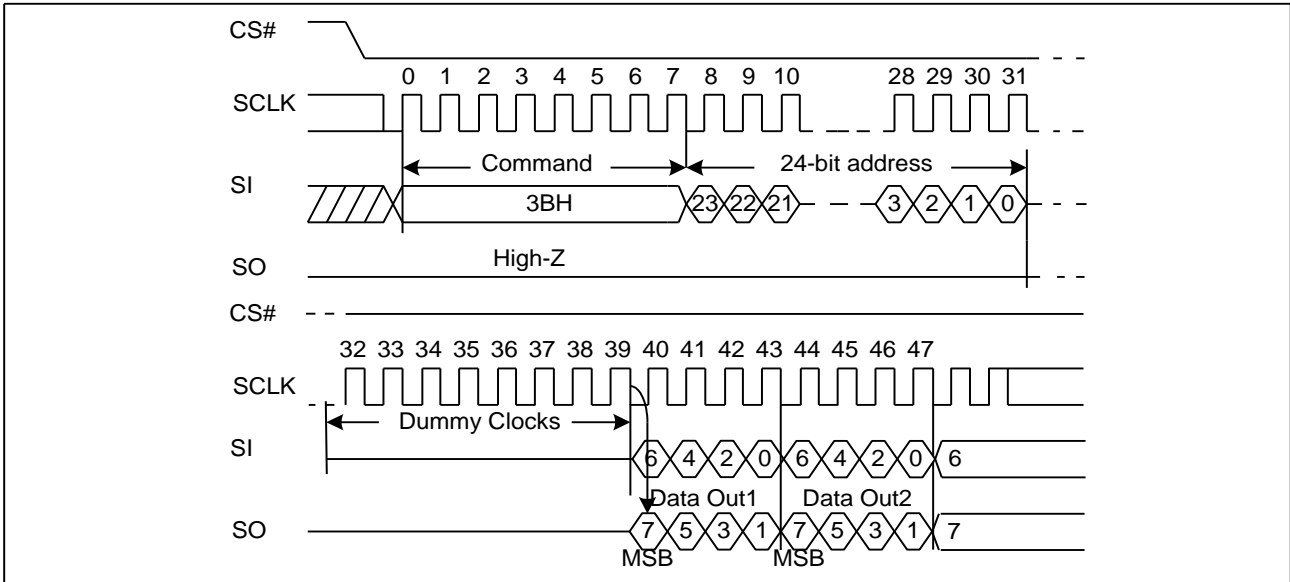 CS#
0 1 2 3 4 5 6 7 8 9 10 28 29 30 31
SCLK
Command 24-bit address
SI
3BH 23 22 21 3 2 1 0
High-Z
SO
CS#
32 33 34 35 36 37 38 39 40 41 42 43 44 45 46 47
SCLK
Dummy Clocks
SI
6 4 2 0 6 4 2 0 6
Data Out1 Data Out2
SO
7 5 3 1 7 5 3 1 7
MSB MSB